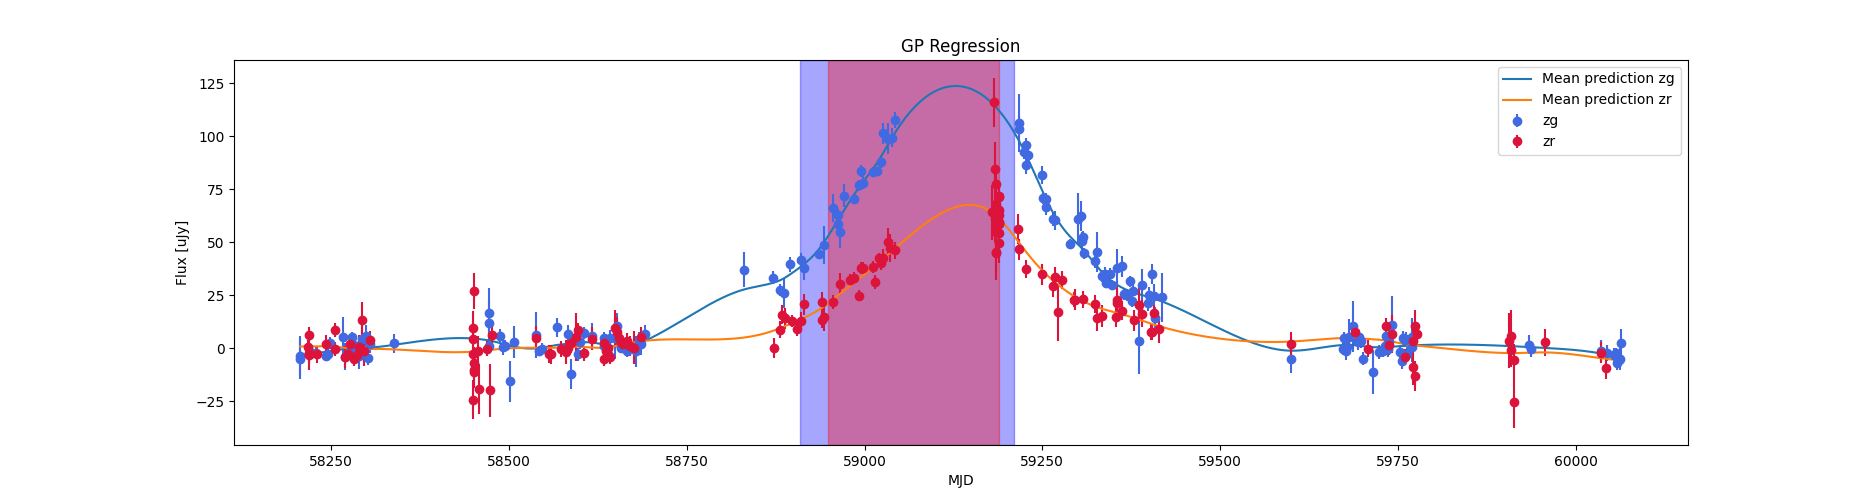 GP Regression
125
100
75
50
25
0
−25
Flux [uJy]
58250 58500 58750 59000 59250 59500 59750 60000
MJD
Mean prediction zg
Mean prediction zr
zg
zr